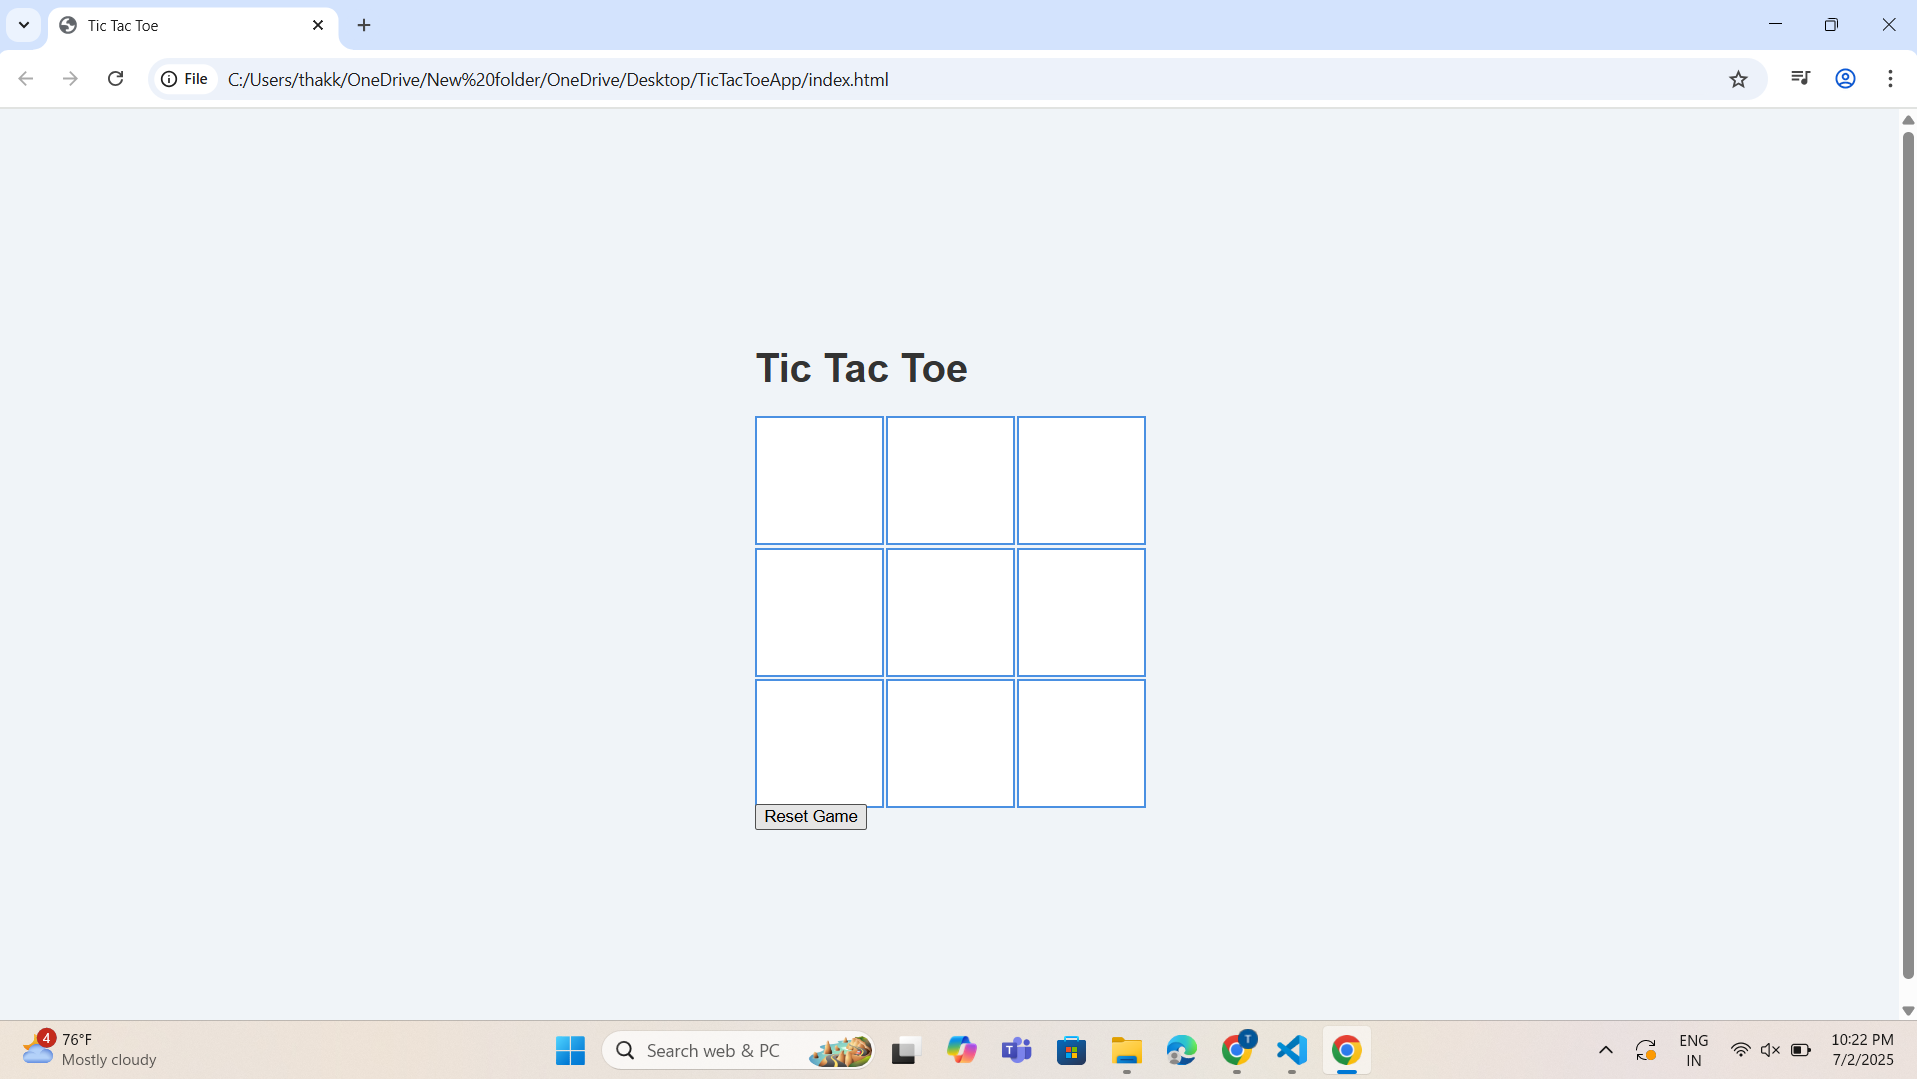 Tic Tac Toe
File
C:/Users/thakk/OneDrive/New%20folder/OneDrive/Desktop/TicTacToeApp/index.html
Tic Tac Toe
Reset Game
4
76°F
Mostly cloudy
Search web & PC
T
T
ENG
IN
10:22 PM
7/2/2025